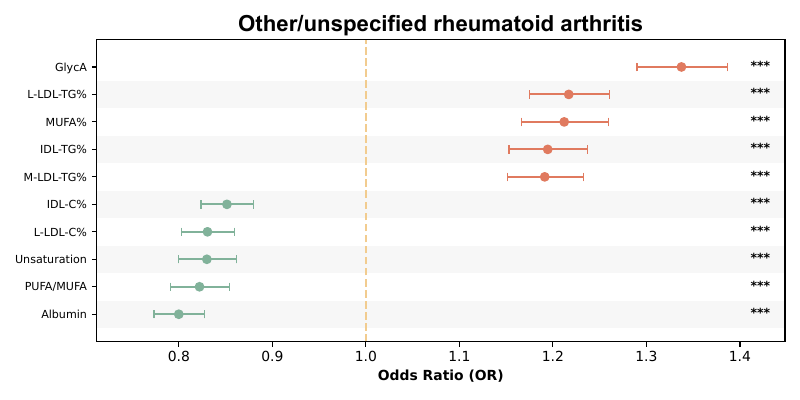 Other/unspecified rheumatoid arthritis
GlycA ***
L-LDL-TG% ***
MUFA% ***
IDL-TG% ***
M-LDL-TG% ***
IDL-C% ***
L-LDL-C% ***
Unsaturation ***
PUFA/MUFA ***
Albumin ***
0.8 0.9 1.0 1.1 1.2 1.3 1.4
Odds Ratio (OR)